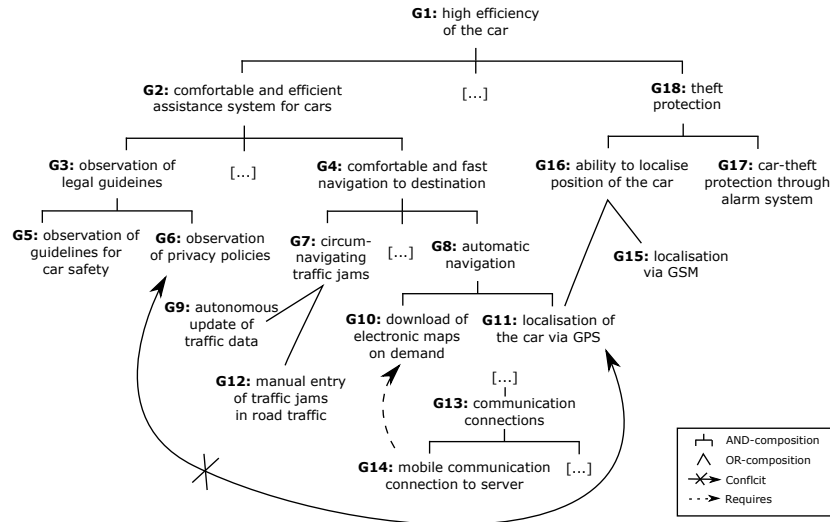 G1: high efficiency
of the car
G2: comfortable and efficient
assistance system for cars
[...]
G18: theft
protection
G3: observation of
legal guideines
[...]
G4: comfortable and fast
navigation to destination
G16: ability to localise
position of the car
G17: car-theft
protection through
alarm system
G5: observation of
guidelines for
car safety
G6: observation
of privacy policies
G7: circum-
navigating
traffic jams
[...]
G8: automatic
navigation
G15: localisation
via GSM
G9: autonomous
update of
traffic data
G10: download of
electronic maps
on demand
G11: localisation of
the car via GPS
G12: manual entry
of traffic jams
in road traffic
[...]
G13: communication
connections
G14: mobile communication
connection to server
[...]
AND-composition
OR-composition
Conflcit
Requires